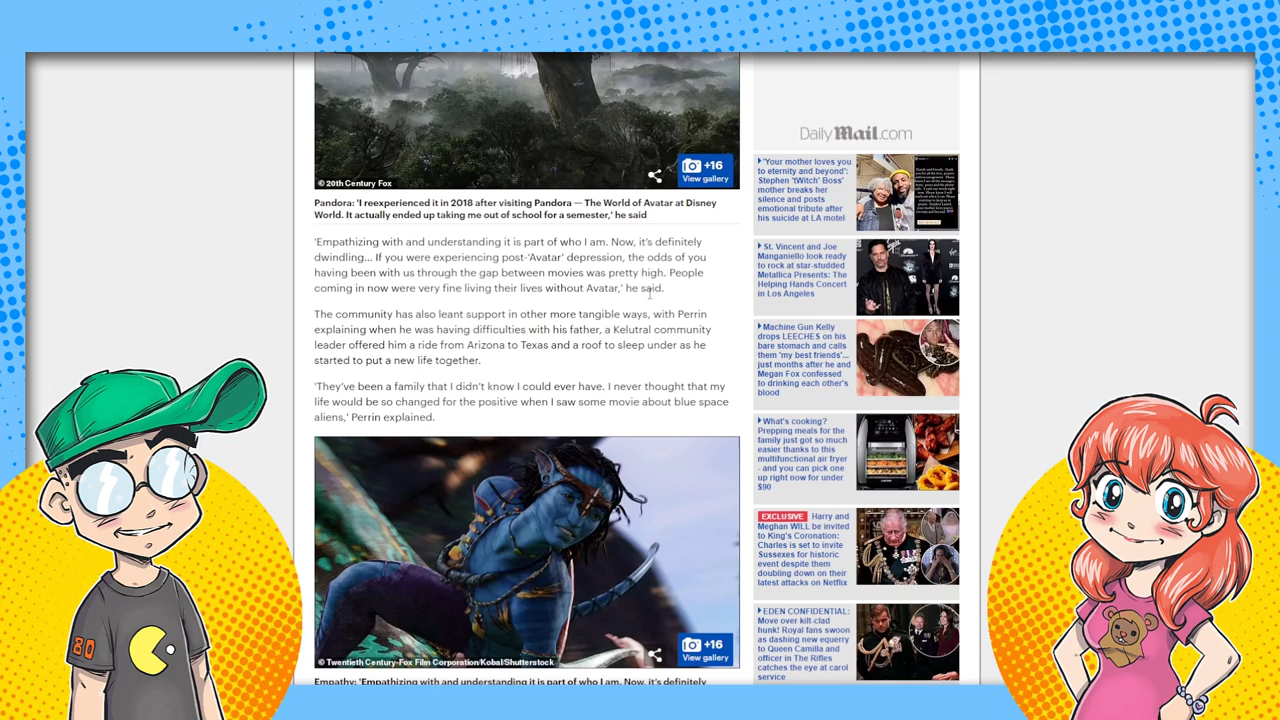 © 20th Century Fox
+16
View gallery
Pandora: 'I reexperienced it in 2018 after visiting Pandora — The World of Avatar at Disney
World. It actually ended up taking me out of school for a semester,' he said
'Empathizing with and understanding it is part of who I am. Now, it's definitely
dwindling... If you were experiencing post-'Avatar' depression, the odds of you
having been with us through the gap between movies was pretty high. People
coming in now were very fine living their lives without Avatar,' he said.
The community has also leant support in other more tangible ways, with Perrin
explaining when he was having difficulties with his father, a Kelutral community
leader offered him a ride from Arizona to Texas and a roof to sleep under as he
started to put a new life together.
'They've been a family that I didn't know I could ever have. I never thought that my
life would be so changed for the positive when I saw some movie about blue space
aliens,' Perrin explained.
© Twentieth Century-Fox Film Corporation/Kobal/Shutterstock
+16
View gallery
Empathy: 'Empathizing with and understanding it is part of who I am. Now, it's definitely
DailyMail.com
'Your mother loves you
to eternity and beyond':
Stephen 'tWitch' Boss'
mother breaks her
silence and posts
emotional tribute after
his suicide at LA motel
St. Vincent and Joe
Manganiello look ready
to rock at star-studded
Metallica Presents: The
Helping Hands Concert
in Los Angeles
Machine Gun Kelly
drops LEECHES on his
bare stomach and calls
them 'my best friends'...
just months after he and
Megan Fox confessed
to drinking each other's
blood
What's cooking?
Prepping meals for the
family just got so much
easier thanks to this
multifunctional air fryer
- and you can pick one
up right now for under
$90
EXCLUSIVE Harry and
Meghan WILL be invited
to King's Coronation:
Charles is set to invite
Sussexes for historic
event despite them
doubling down on their
latest attacks on Netflix
EDEN CONFIDENTIAL:
Move over kilt-clad
hunk! Royal fans swoon
as dashing new equerry
to Queen Camilla and
officer in The Rifles
catches the eye at carol
service
80